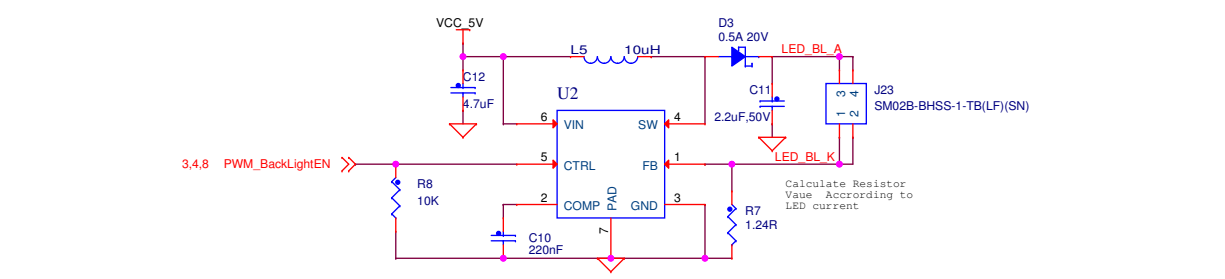 VCC_5V
D3
0.5A 20V
L5
10uH
LED_BL_A
C12
4.7uF
U2
C11
2.2uF,50V
J23
SM02B-BHSS-1-TB(LF)(SN)
3 4
1 2
6 VIN
SW 4
3,4,8 PWM_BackLightEN
5 CTRL
FB 1
LED_BL_K
R8
10K
2 COMP
PAD
GND 3
7
Calculate Resistor
Vaue Accroding to
LED current
R7
1.24R
C10
220nF